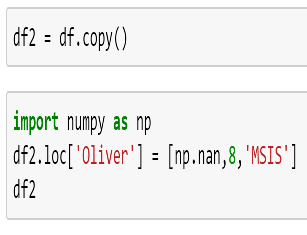 df2 = df.copy()
import numpy as np
df2.loc['Oliver'] = [np.nan,8,'MSIS']
df2